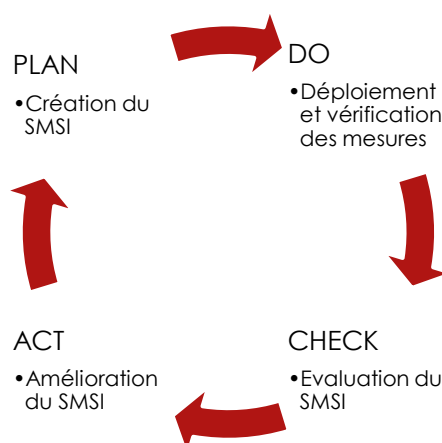 PLAN
•Création du
SMSI
DO
•Déploiement
et vérification
des mesures
ACT
•Amélioration
du SMSI
CHECK
•Evaluation du
SMSI